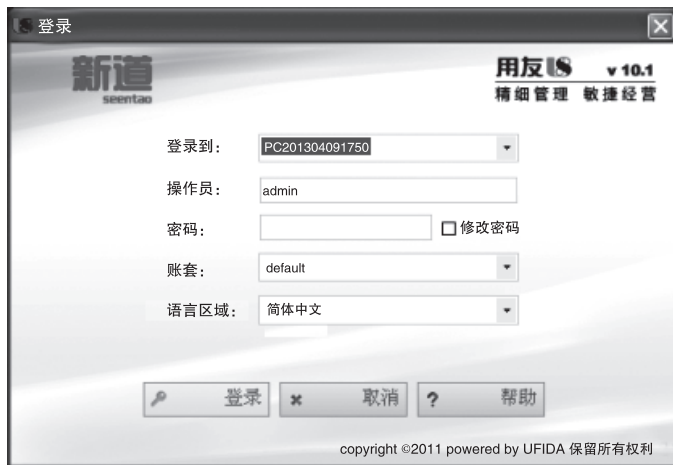 U8 登录
新道
seentao
用友U8 v 10.1
精细管理 敏捷经营
登录到： PC201304091750
操作员： admin
密码： 修改密码
账套： default
语言区域： 简体中文
登录 取消 ? 帮助
copyright ©2011 powered by UFIDA 保留所有权利